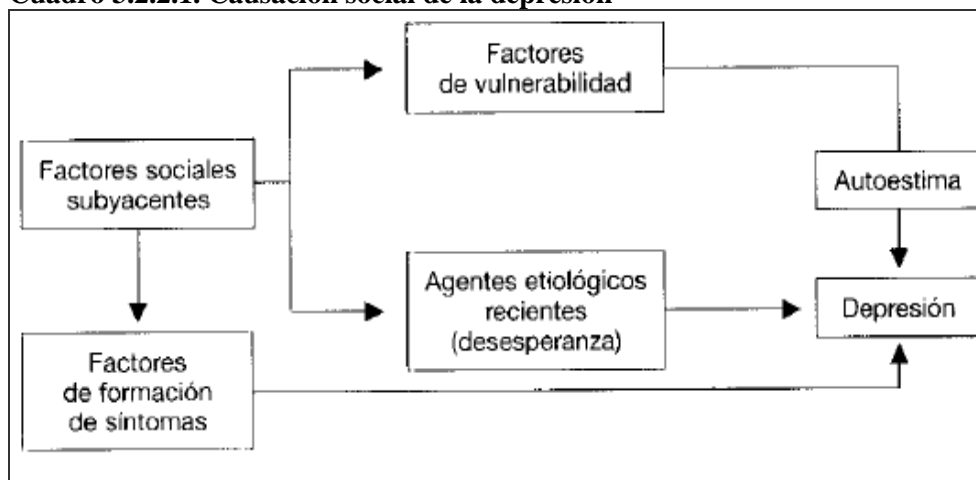 Cuadro 3.2.2.1. Causación social de la depresión
Factores
de vulnerabilidad
Factores sociales
subyacentes
Autoestima
Agentes etiológicos
recientes
(desesperanza)
Depresión
Factores
de formación
de síntomas